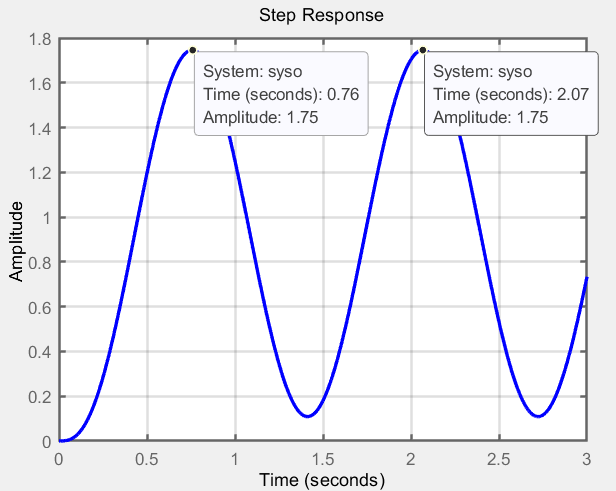 Step Response
System: syso
Time (seconds): 0.76
Amplitude: 1.75
System: syso
Time (seconds): 2.07
Amplitude: 1.75
Amplitude
1.8
1.6
1.4
1.2
1
0.8
0.6
0.4
0.2
0
0 0.5 1 1.5 2 2.5 3
Time (seconds)